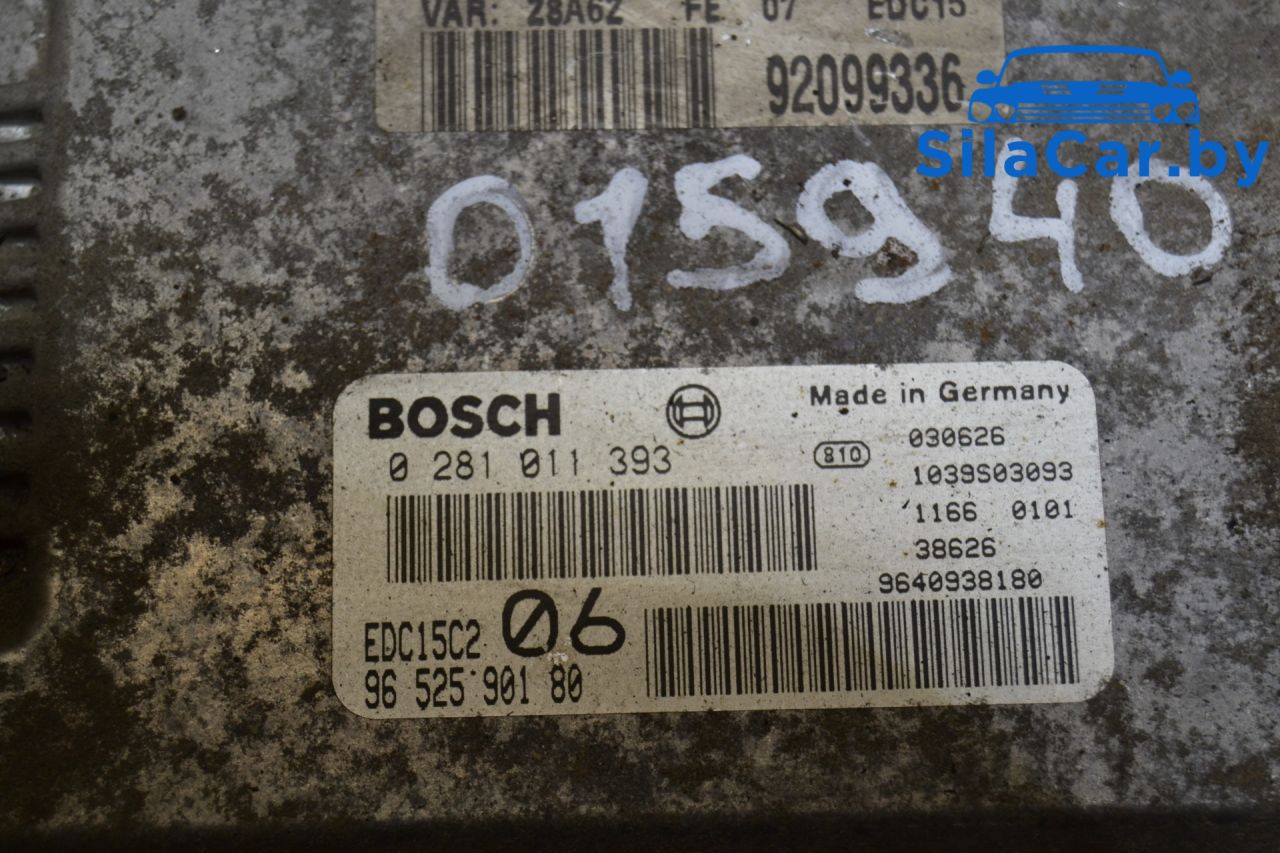 VAR: 28A62 FE 07 EDC15
92099336
SilaCar.by
015940
BOSCH
Made in Germany
0 281 011 393
810
030626
1039S03093
1166 0101
38626
9640938180
EDC15C2 06
96 525 901 80